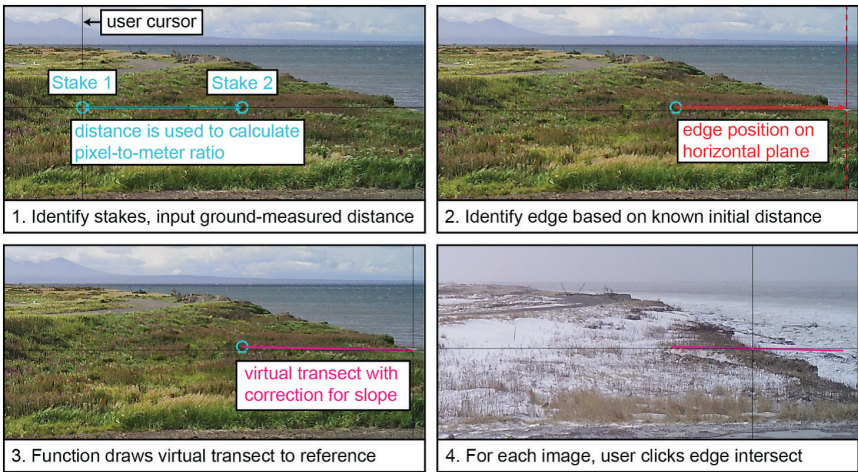 user cursor
Stake 1
Stake 2
distance is used to calculate
pixel-to-meter ratio
1. Identify stakes, input ground-measured distance
edge position on
horizontal plane
2. Identify edge based on known initial distance
virtual transect with
correction for slope
3. Function draws virtual transect to reference
4. For each image, user clicks edge intersect